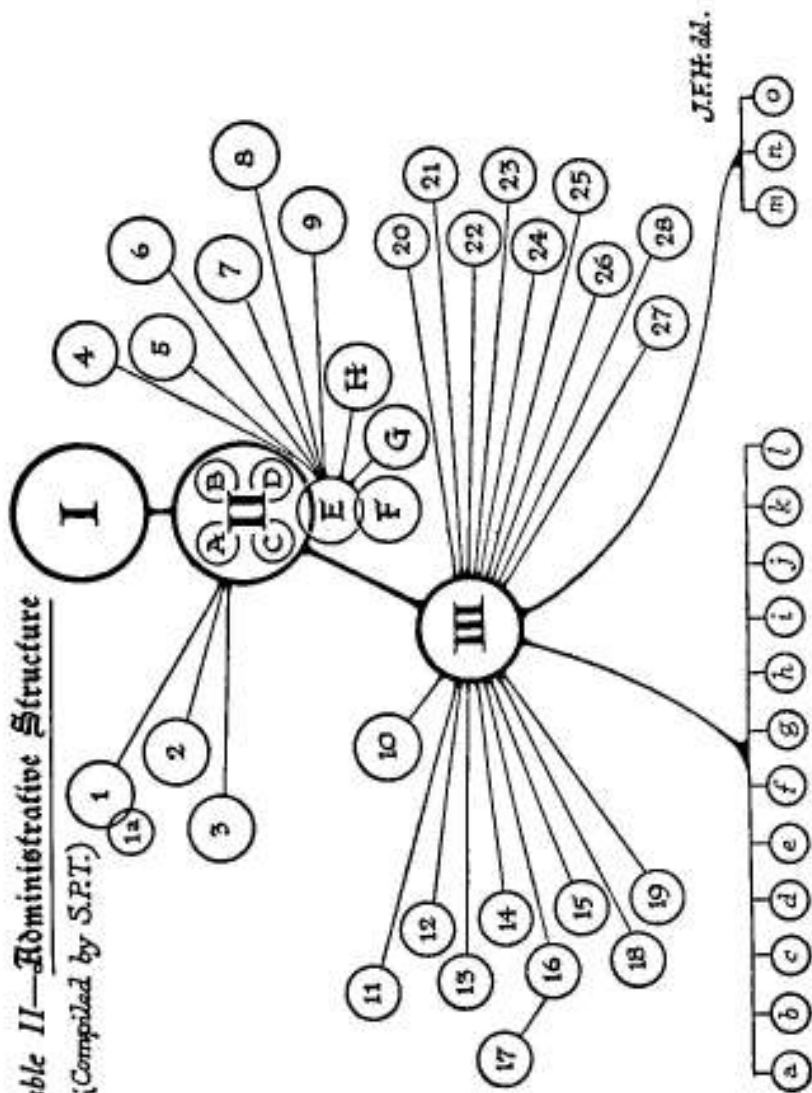 ble II—Administrative Structure
(Compiled by S.P.T.)
I
A B
II
C D
E
F
G
H
1
1a
2
3
4
5
6
7
8
9
III
10
11
12
13
14
15
16
17
18
19
20
21
22
23
24
25
26
28
27
a b c d e f g h i j k l
m n o
J.F.H. del.